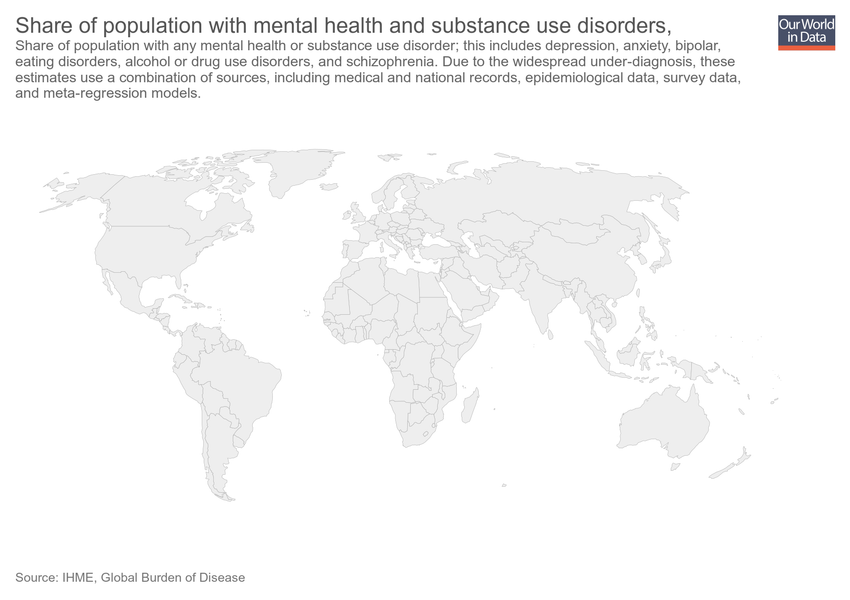 Share of population with mental health and substance use disorders,
Our World
in Data
Share of population with any mental health or substance use disorder; this includes depression, anxiety, bipolar,
eating disorders, alcohol or drug use disorders, and schizophrenia. Due to the widespread under-diagnosis, these
estimates use a combination of sources, including medical and national records, epidemiological data, survey data,
and meta-regression models.
Source: IHME, Global Burden of Disease